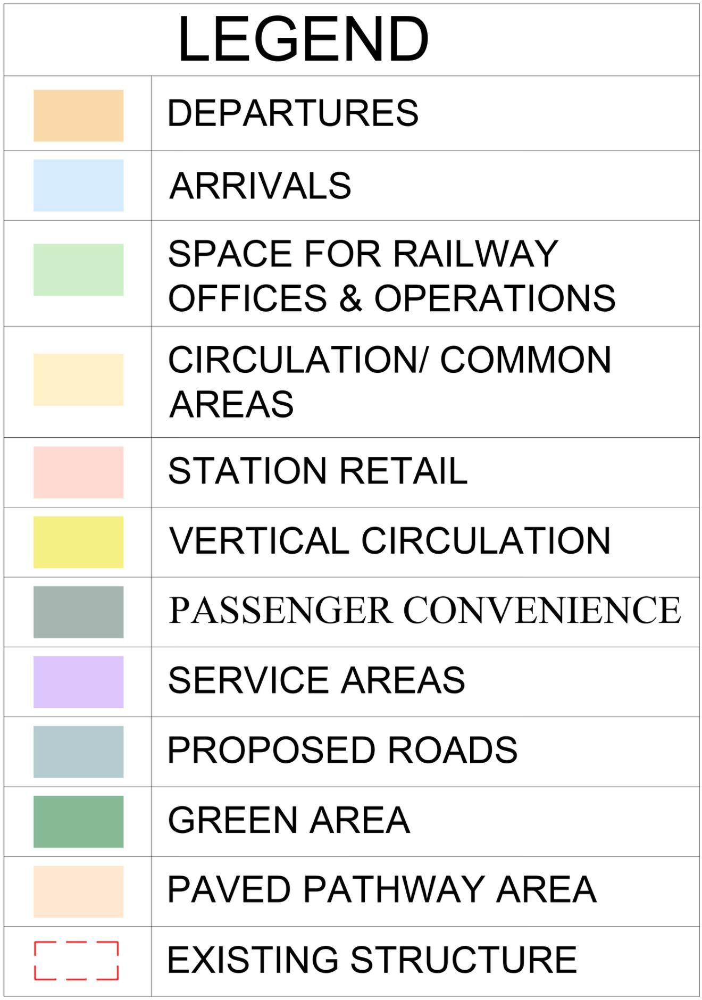 LEGEND
DEPARTURES
ARRIVALS
SPACE FOR RAILWAY
OFFICES & OPERATIONS
CIRCULATION/ COMMON
AREAS
STATION RETAIL
VERTICAL CIRCULATION
PASSENGER CONVENIENCE
SERVICE AREAS
PROPOSED ROADS
GREEN AREA
PAVED PATHWAY AREA
EXISTING STRUCTURE